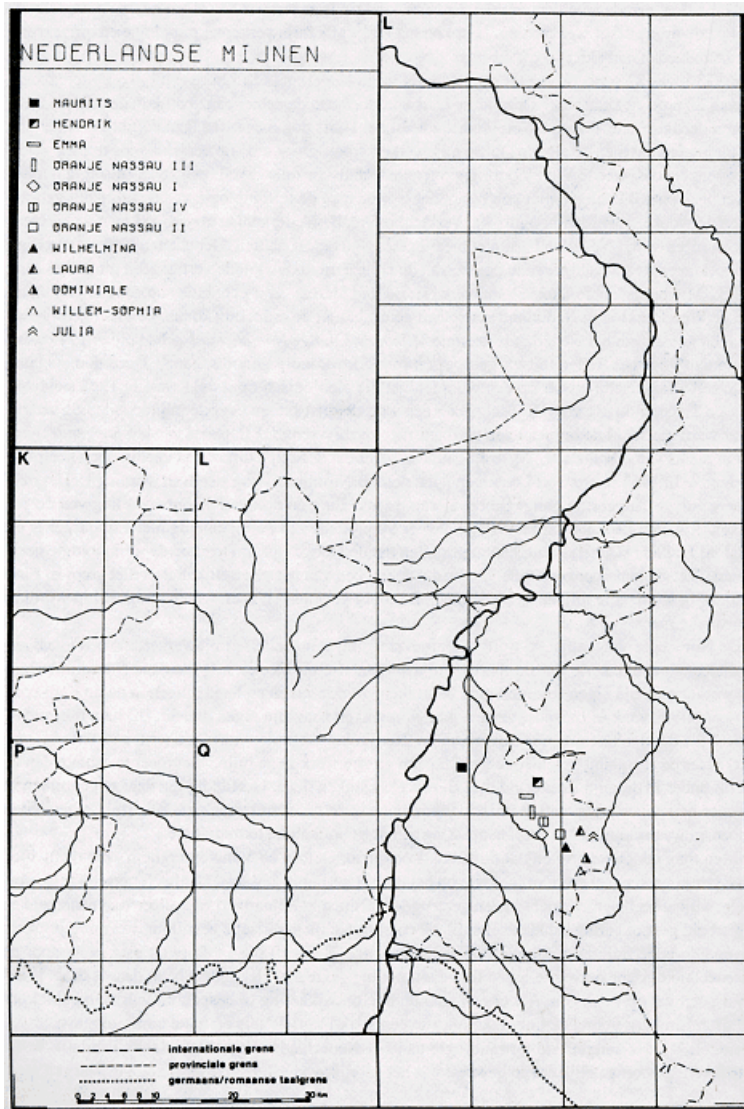 L
NEDERLANDSE MIJNEN
MAURITS
HENDRIK
EMMA
ORANJE NASSAU III
ORANJE NASSAU I
ORANJE NASSAU IV
ORANJE NASSAU II
WILHELMINA
LAURA
DOMINIALE
WILLEM-SOPHIA
JULIA
K L
P Q
internationale grens
provinciale grens
germaans/romaanse taalgrens
0 2 4 6 8 10 20 30 Km